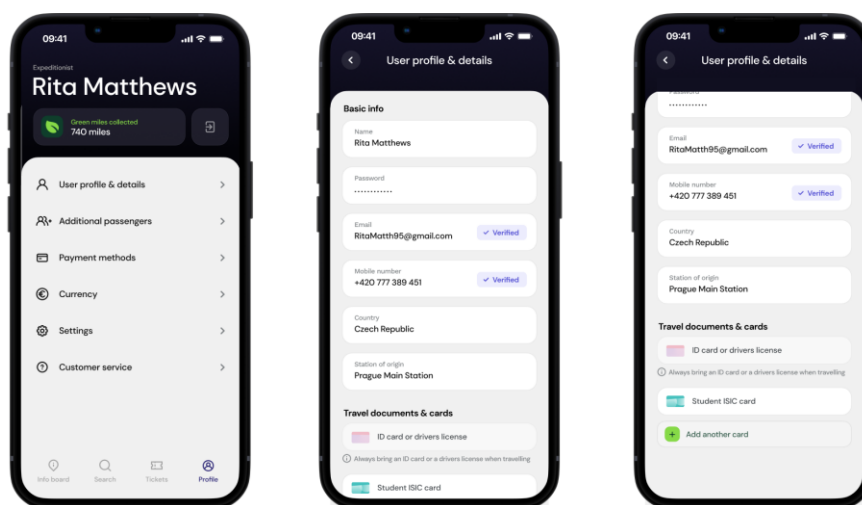 09:41
Expeditionist
Rita Matthews
Green miles collected
740 miles
User profile & details
Additional passengers
Payment methods
Currency
Settings
Customer service
Info board
Search
Tickets
Profile
09:41
User profile & details
Basic info
Name
Rita Matthews
Password
............
Email
RitaMatth95@gmail.com
✓ Verified
Mobile number
+420 777 389 451
✓ Verified
Country
Czech Republic
Station of origin
Prague Main Station
Travel documents & cards
ID card or drivers license
Always bring an ID card or a drivers license when travelling
Student ISIC card
09:41
User profile & details
Password
............
Email
RitaMatth95@gmail.com
✓ Verified
Mobile number
+420 777 389 451
✓ Verified
Country
Czech Republic
Station of origin
Prague Main Station
Travel documents & cards
ID card or drivers license
Always bring an ID card or a drivers license when travelling
Student ISIC card
+ Add another card